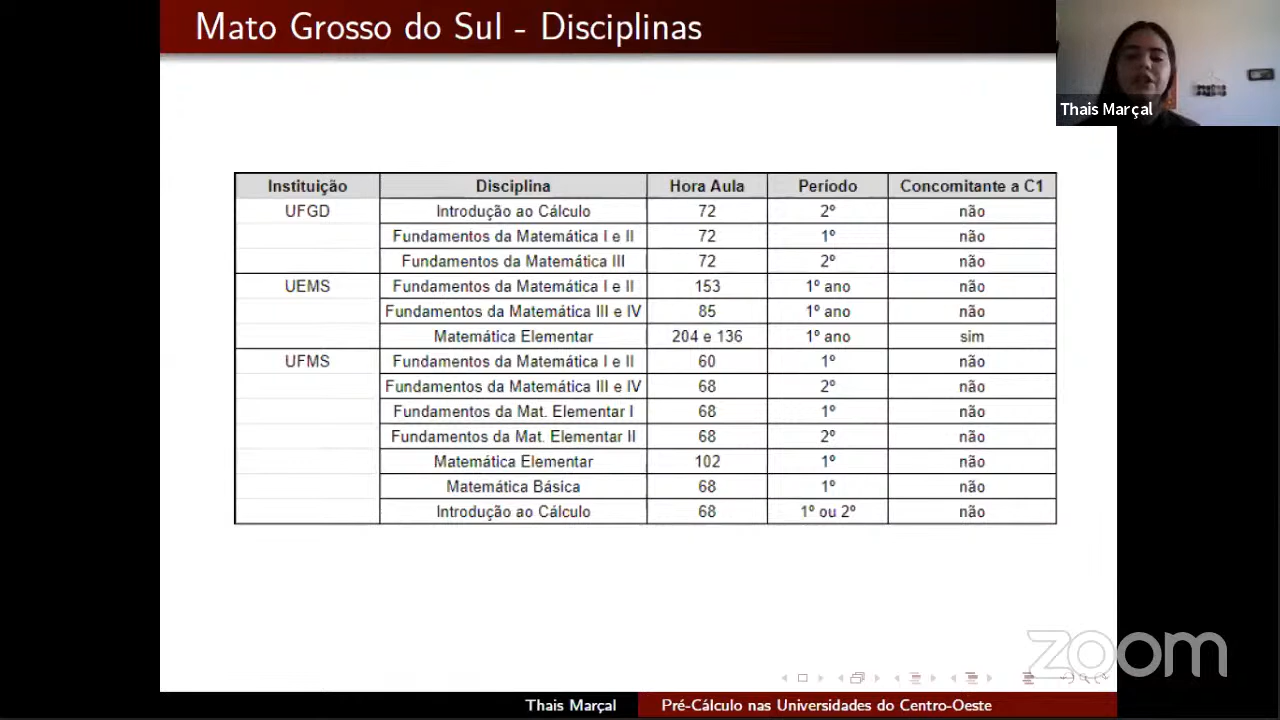 Mato Grosso do Sul - Disciplinas
Thais Marçal
Instituição Disciplina Hora Aula Período Concomitante a C1
UFGD Introdução ao Cálculo 72 2º não
Fundamentos da Matemática I e II 72 1º não
Fundamentos da Matemática III 72 2º não
UEMS Fundamentos da Matemática I e II 153 1º ano não
Fundamentos da Matemática III e IV 85 1º ano não
Matemática Elementar 204 e 136 1º ano sim
UFMS Fundamentos da Matemática I e II 60 1º não
Fundamentos da Matemática III e IV 68 2º não
Fundamentos da Mat. Elementar I 68 1º não
Fundamentos da Mat. Elementar II 68 2º não
Matemática Elementar 102 1º não
Matemática Básica 68 1º não
Introdução ao Cálculo 68 1º ou 2º não
zoom
Thais Marçal Pré-Cálculo nas Universidades do Centro-Oeste